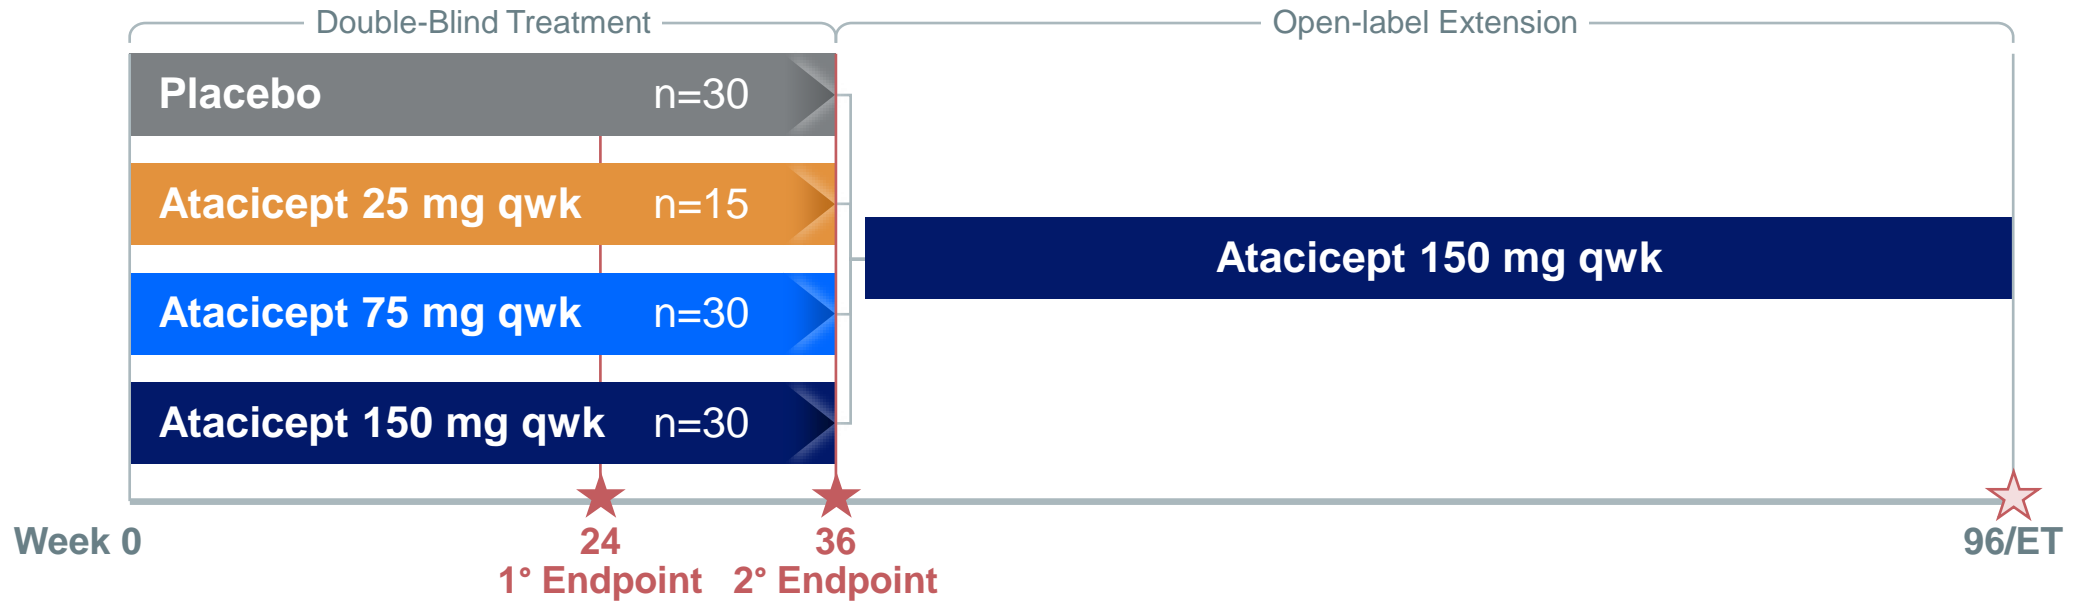 Double-Blind Treatment
Open-label Extension
Placebo n=30
Atacicept 25 mg qwk n=15
Atacicept 75 mg qwk n=30
Atacicept 150 mg qwk n=30
Atacicept 150 mg qwk
Week 0
24
1° Endpoint
36
2° Endpoint
96/ET